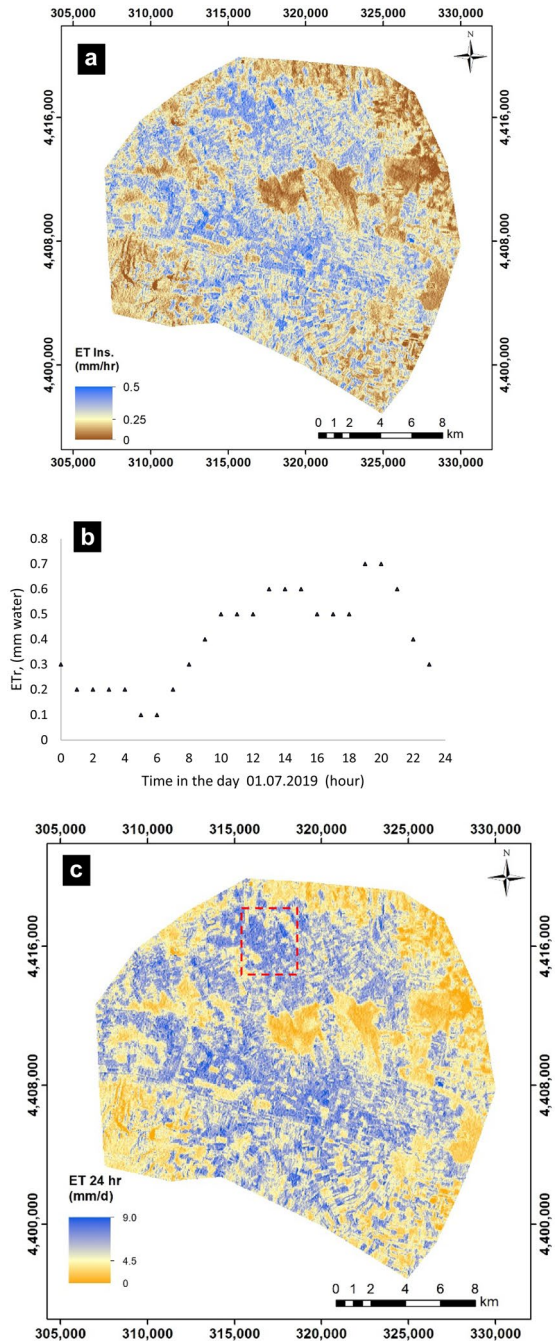 305,000 310,000 315,000 320,000 325,000 330,000
a
N
4,416,000
4,416,000
4,408,000
4,408,000
4,400,000
4,400,000
ET Ins.
(mm/hr)
0.5
0.25
0
0 1 2 4 6 8
km
305,000 310,000 315,000 320,000 325,000 330,000
b
0.8
0.7
0.6
0.5
0.4
0.3
0.2
0.1
0
ETr, (mm water)
0 2 4 6 8 10 12 14 16 18 20 22 24
Time in the day 01.07.2019 (hour)
305,000 310,000 315,000 320,000 325,000 330,000
c
N
4,416,000
4,416,000
4,408,000
4,408,000
4,400,000
4,400,000
ET 24 hr
(mm/d)
9.0
4.5
0
0 1 2 4 6 8
km
305,000 310,000 315,000 320,000 325,000 330,000